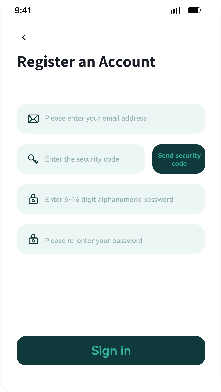 9:41
Register an Account
Please enter your email address
Enter the security code
Send security
code
Enter 6-16 digit alphanumeric password
Please re-enter your password
Sign in